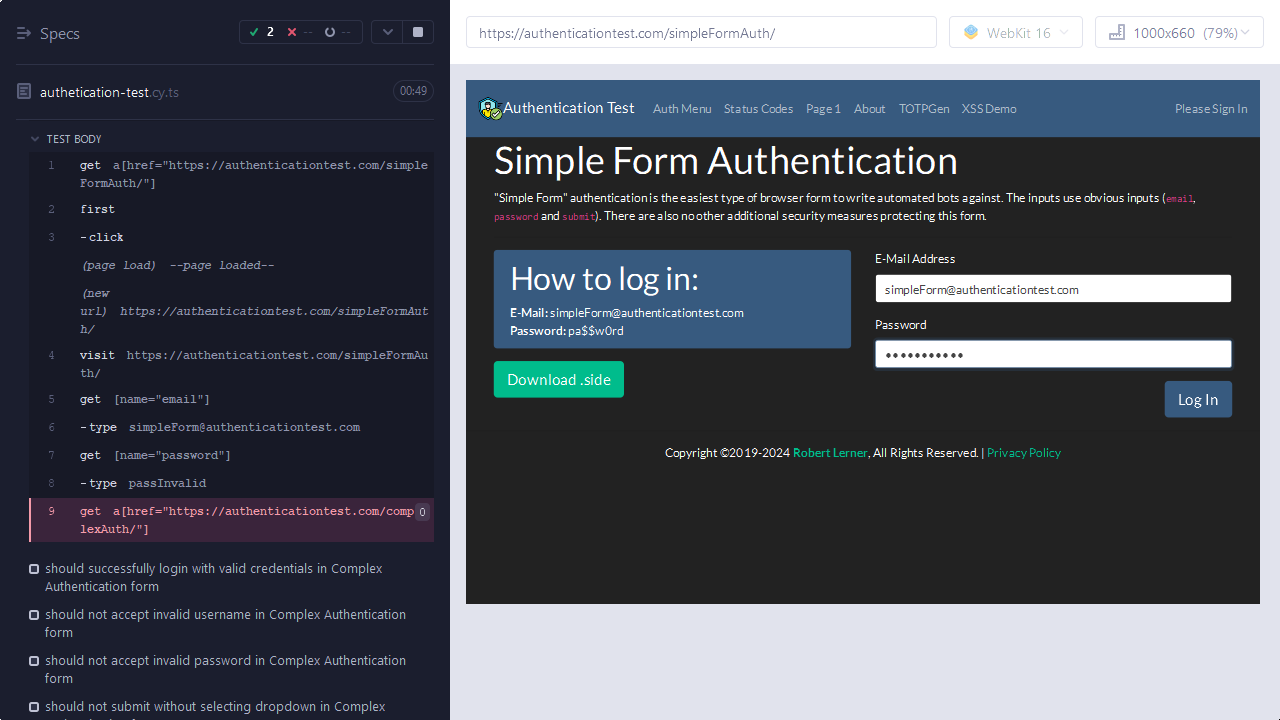 Specs
2
--
--
authetication-test.cy.ts
00:49
TEST BODY
1 get a[href="https://authenticationtest.com/simple
FormAuth/"]
2 first
3 -click
(page load) --page loaded--
(new
url) https://authenticationtest.com/simpleFormAut
h/
4 visit https://authenticationtest.com/simpleFormAu
th/
5 get [name="email"]
6 -type simpleForm@authenticationtest.com
7 get [name="password"]
8 -type passInvalid
9 get a[href="https://authenticationtest.com/comp
lexAuth/"]
0
should successfully login with valid credentials in Complex
Authentication form
should not accept invalid username in Complex Authentication
form
should not accept invalid password in Complex Authentication
form
should not submit without selecting dropdown in Complex
https://authenticationtest.com/simpleFormAuth/
WebKit 16
1000x660 (79%)
Authentication Test
Auth Menu
Status Codes
Page 1
About
TOTPGen
XSS Demo
Please Sign In
Simple Form Authentication
"Simple Form" authentication is the easiest type of browser form to write automated bots against. The inputs use obvious inputs (email,
password and submit). There are also no other additional security measures protecting this form.
How to log in:
E-Mail: simpleForm@authenticationtest.com
Password: pa$$w0rd
Download .side
E-Mail Address
simpleForm@authenticationtest.com
Password
•••••••••••
Log In
Copyright ©2019-2024 Robert Lerner, All Rights Reserved. | Privacy Policy